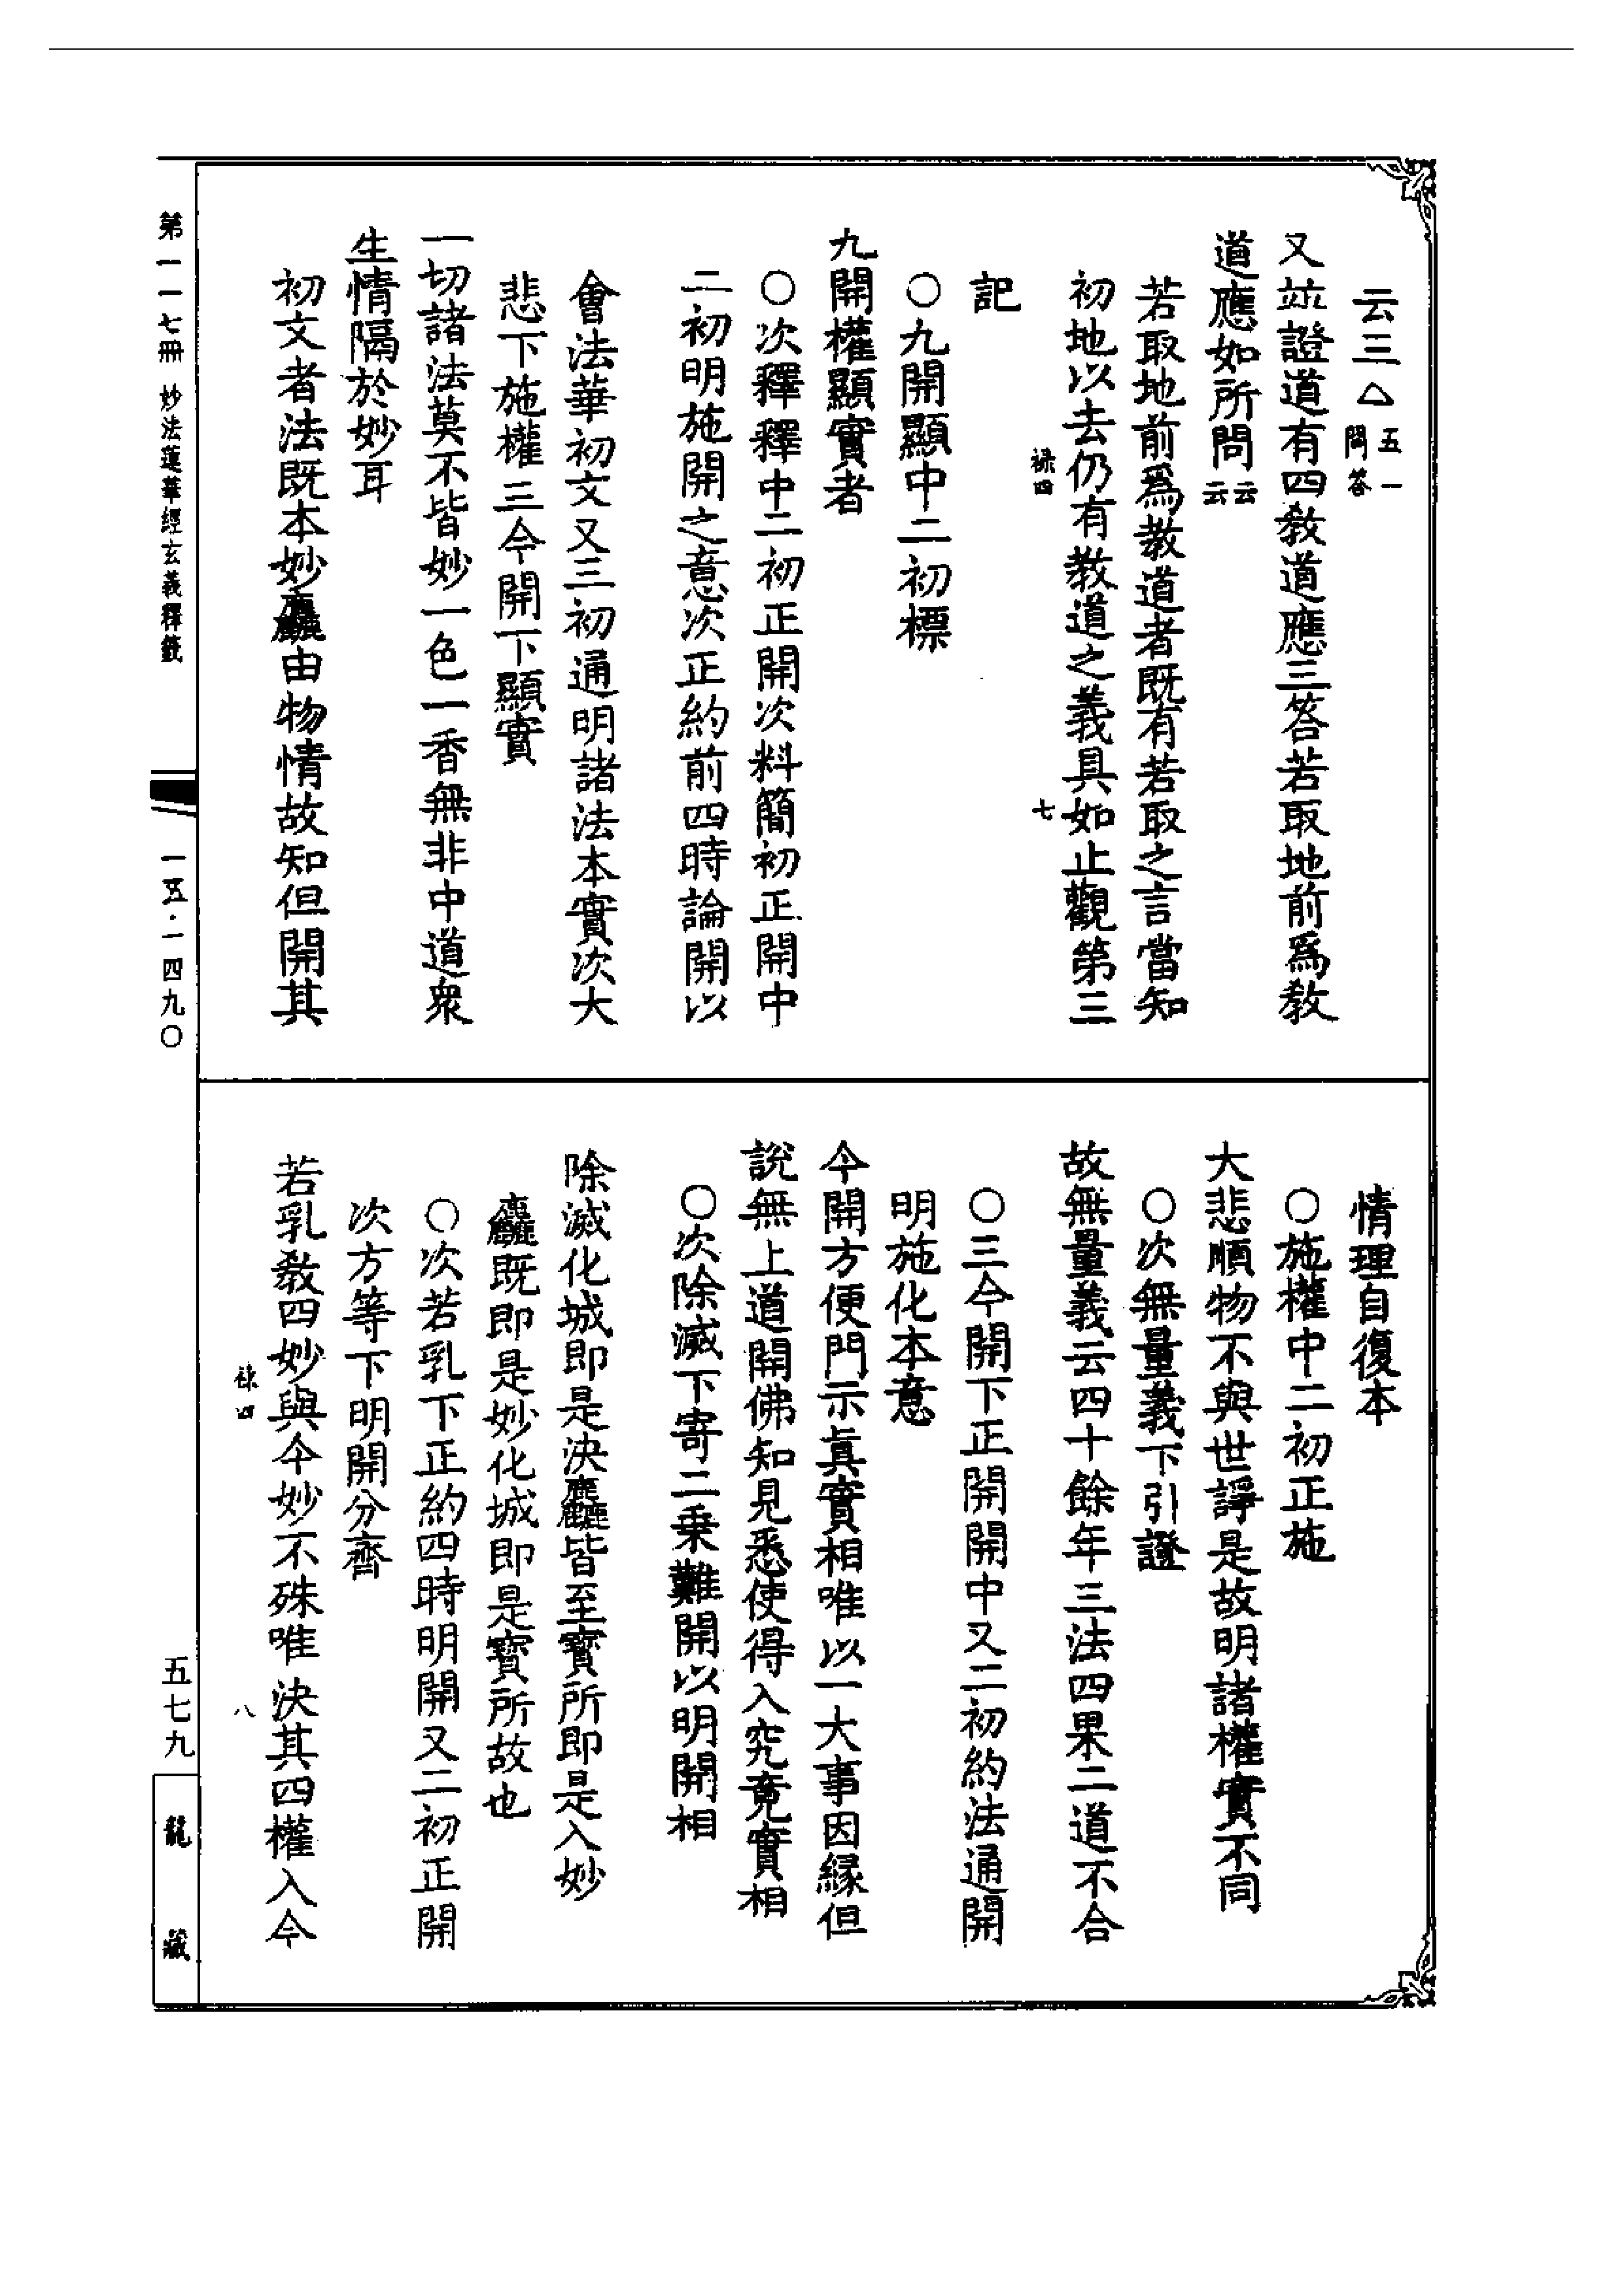 云三△五一問答
又竝證道有四教道應三答若取地前爲教
道應如所問云云
若取地前爲教道者既有若取之言當知
初地以去仍有教道之義具如止觀第三
祿四 七
記
○九開顯中二初標
九開權顯實者
○次釋釋中二初正開次料簡初正開中
二初明施開之意次正約前四時論開以
會法華初文又三初通明諸法本實次大
悲下施權三今開下顯實
一切諸法莫不皆妙一色一香無非中道衆
生情隔於妙耳
初文者法既本妙麤由物情故知但開其
情理自復本
○施權中二初正施
大悲順物不與世諍是故明諸權實不同
○次無量義下引證
故無量義云四十餘年三法四果二道不合
○三今開下正開開中又二初約法通開
明施化本意
今開方便門示眞實相唯以一大事因緣但
說無上道開佛知見悉使得入究竟實相
○次除滅下寄二乗難開以明開相
除滅化城即是決麤皆至寳所即是入妙
麤既即是妙化城即是寳所故也
○次若乳下正約四時明開又二初正開
次方等下明開分齊
祿四 八
若乳教四妙與今妙不殊唯決其四權入今
第一一七冊 妙法蓮華經玄義釋籤
一五·一四九〇
五七九
龍藏